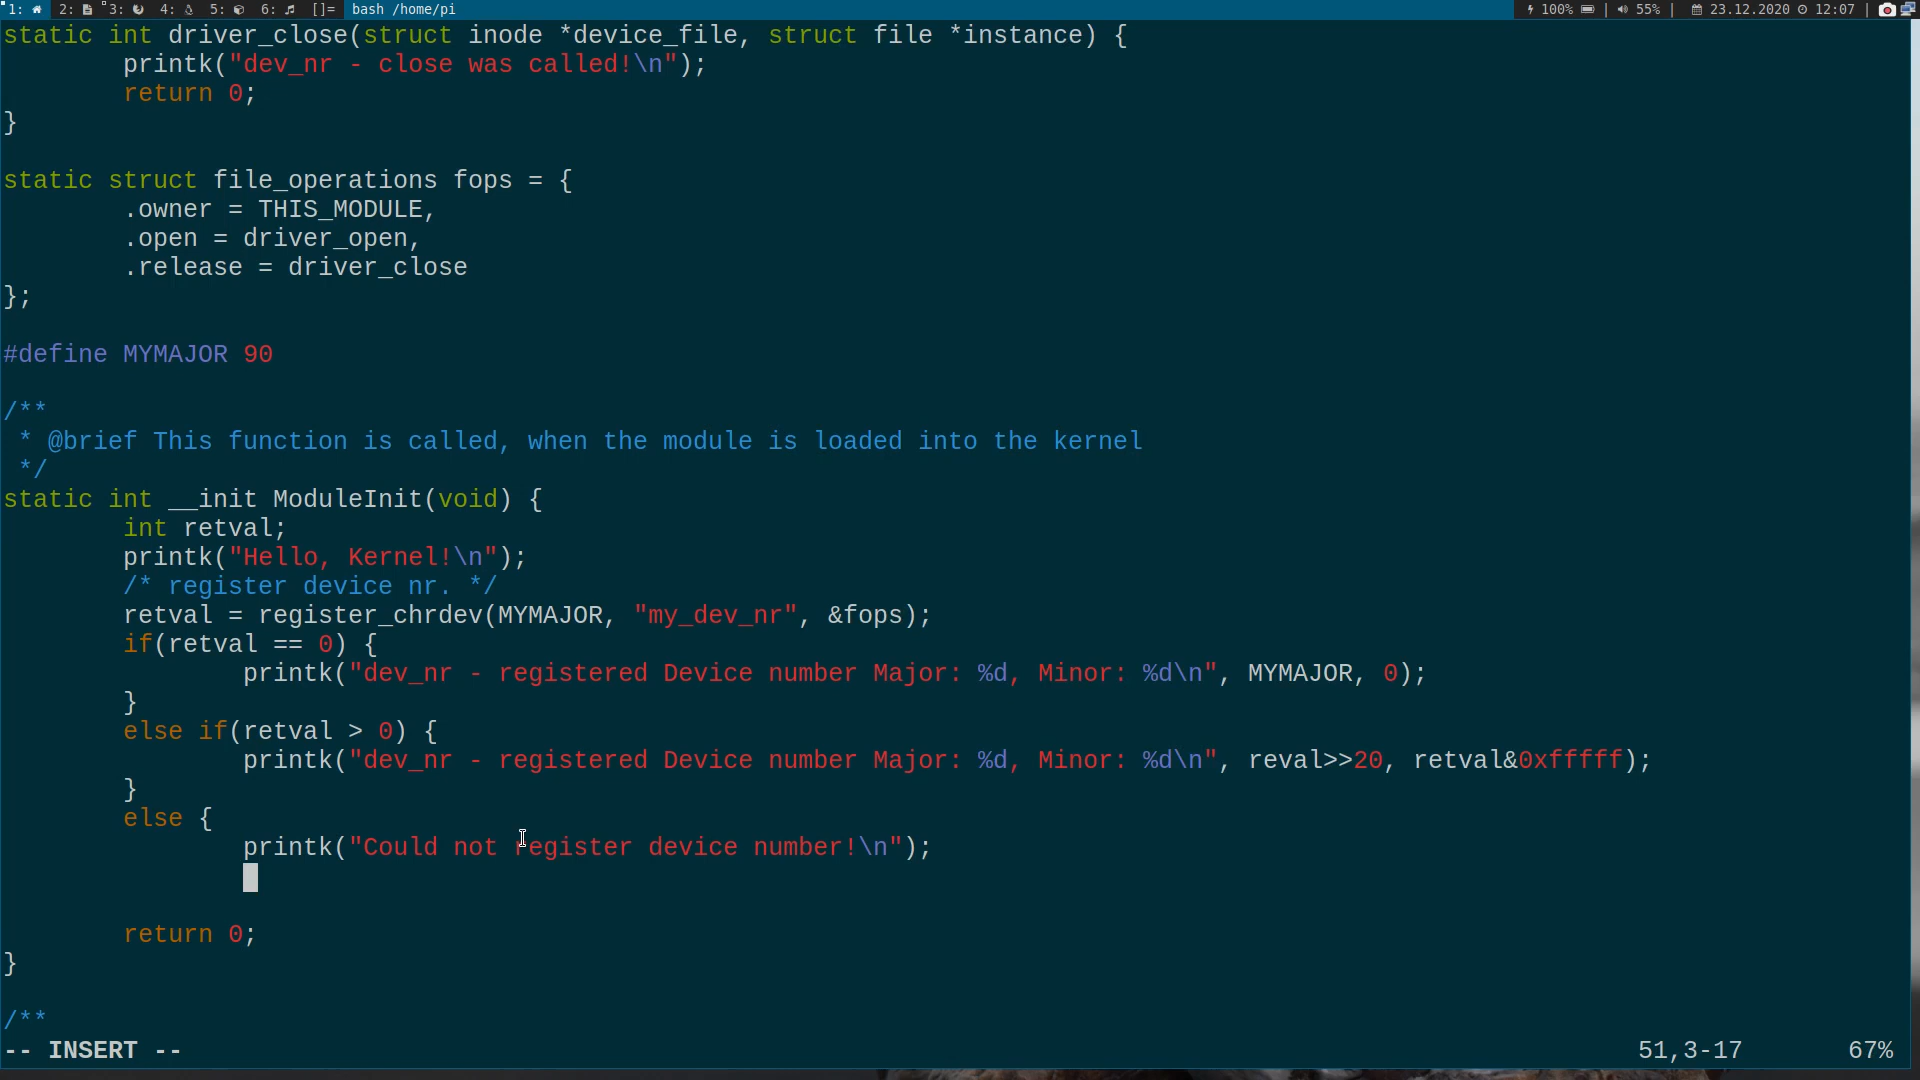 1: 2: 3: 4: 5: 6: []= bash /home/pi 100% | 55% | 23.12.2020 12:07 |
static int driver_close(struct inode *device_file, struct file *instance) {
        printk("dev_nr - close was called!\n");
        return 0;
}
static struct file_operations fops = {
        .owner = THIS_MODULE,
        .open = driver_open,
        .release = driver_close
};
#define MYMAJOR 90
/**
 * @brief This function is called, when the module is loaded into the kernel
 */
static int __init ModuleInit(void) {
        int retval;
        printk("Hello, Kernel!\n");
        /* register device nr. */
        retval = register_chrdev(MYMAJOR, "my_dev_nr", &fops);
        if(retval == 0) {
                printk("dev_nr - registered Device number Major: %d, Minor: %d\n", MYMAJOR, 0);
        }
        else if(retval > 0) {
                printk("dev_nr - registered Device number Major: %d, Minor: %d\n", reval>>20, retval&0xfffff);
        }
        else {
                printk("Could not register device number!\n");
        return 0;
}
/**
-- INSERT -- 51,3-17 67%